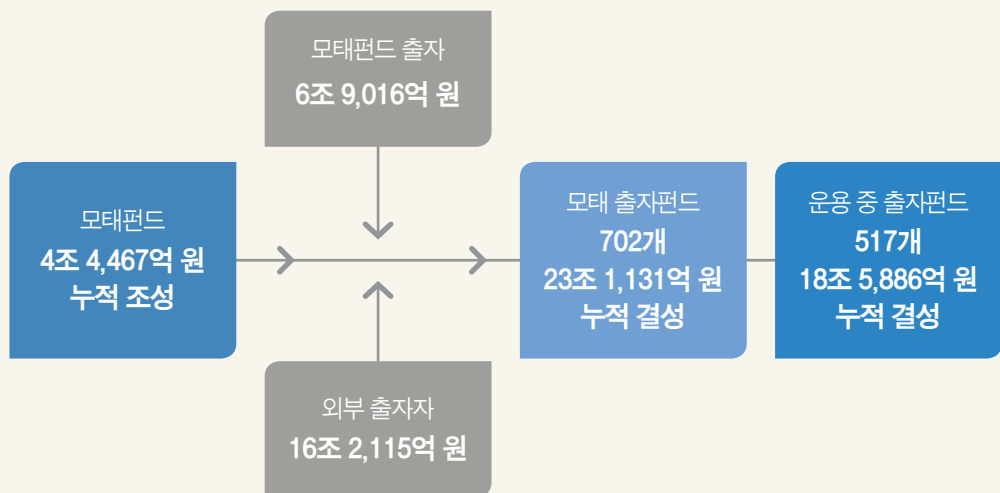 모태펀드 출자
6조 9,016억 원
모태펀드
4조 4,467억 원
누적 조성
모태 출자펀드
702개
23조 1,131억 원
누적 결성
운용 중 출자펀드
517개
18조 5,886억 원
누적 결성
외부 출자자
16조 2,115억 원